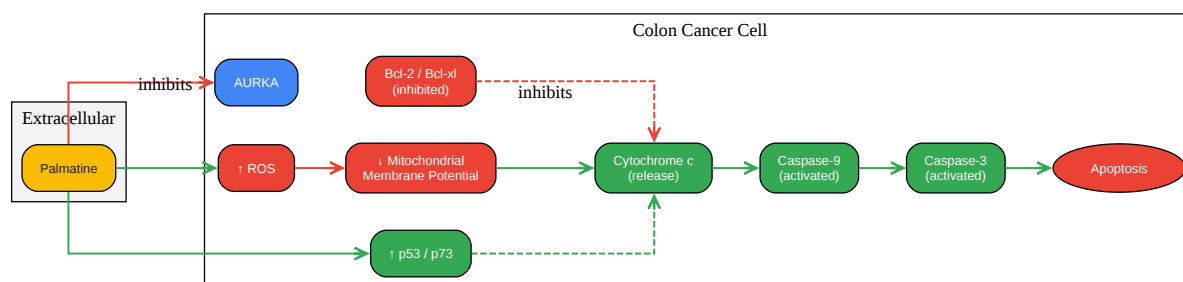 Colon Cancer Cell
inhibits
AURKA
Bcl-2 / Bcl-xl
(inhibited)
inhibits
Extracellular
Palmatine
↑ ROS
↓ Mitochondrial
Membrane Potential
Cytochrome c
(release)
Caspase-9
(activated)
Caspase-3
(activated)
Apoptosis
↑ p53 / p73